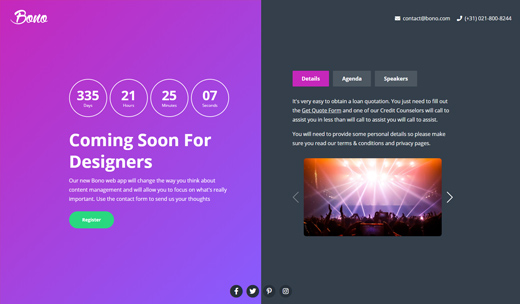 Bono
contact@bono.com (+31) 021-800-8244
335 21 25 07
Days Hours Minutes Seconds
Coming Soon For
Designers
Our new Bono web app will change the way you think about
content management and will allow you to focus on what's really
important. Use the contact form to send us your thoughts
Register
Details Agenda Speakers
It's very easy to obtain a loan quotation. You just need to fill out
the Get Quote Form and one of our Credit Counselors will call to
assist you in less than will call to assist you will call to assist.
You will need to provide some personal details so please make
sure you read our terms & conditions and privacy pages.